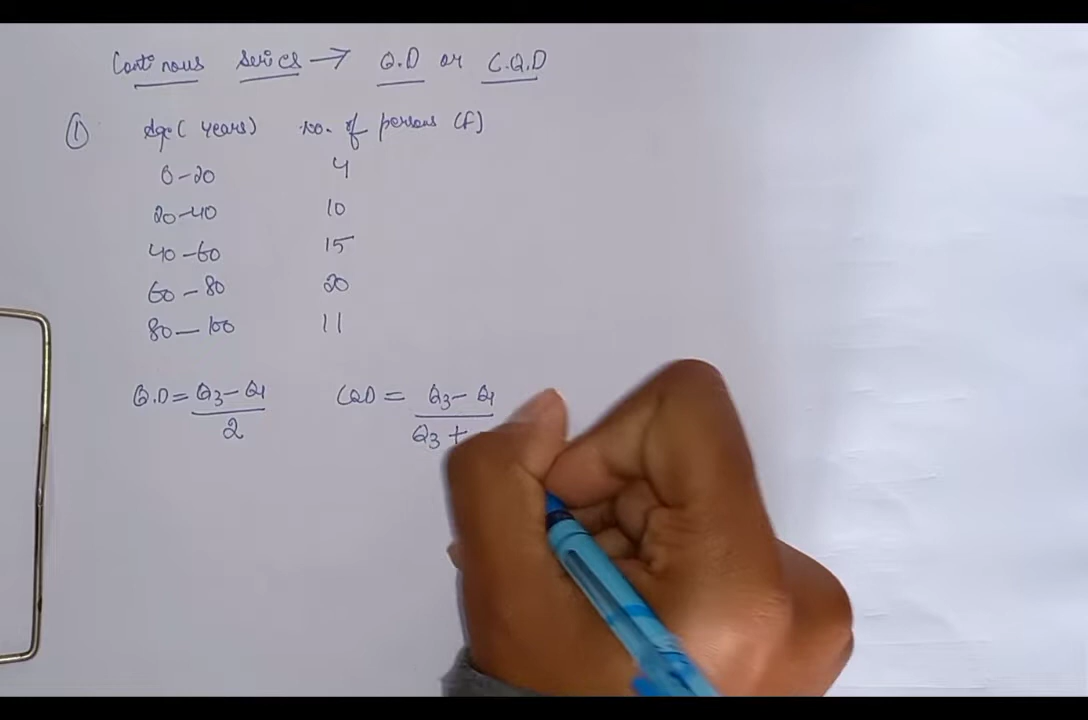 Continous series → Q.D or C.Q.D
① Age ( Years) No. of persons (f)
0-20 4
20-40 10
40-60 15
60-80 20
80-100 11
Q.D = Q3-Q1 CQD = Q3-Q1
2 Q3 +